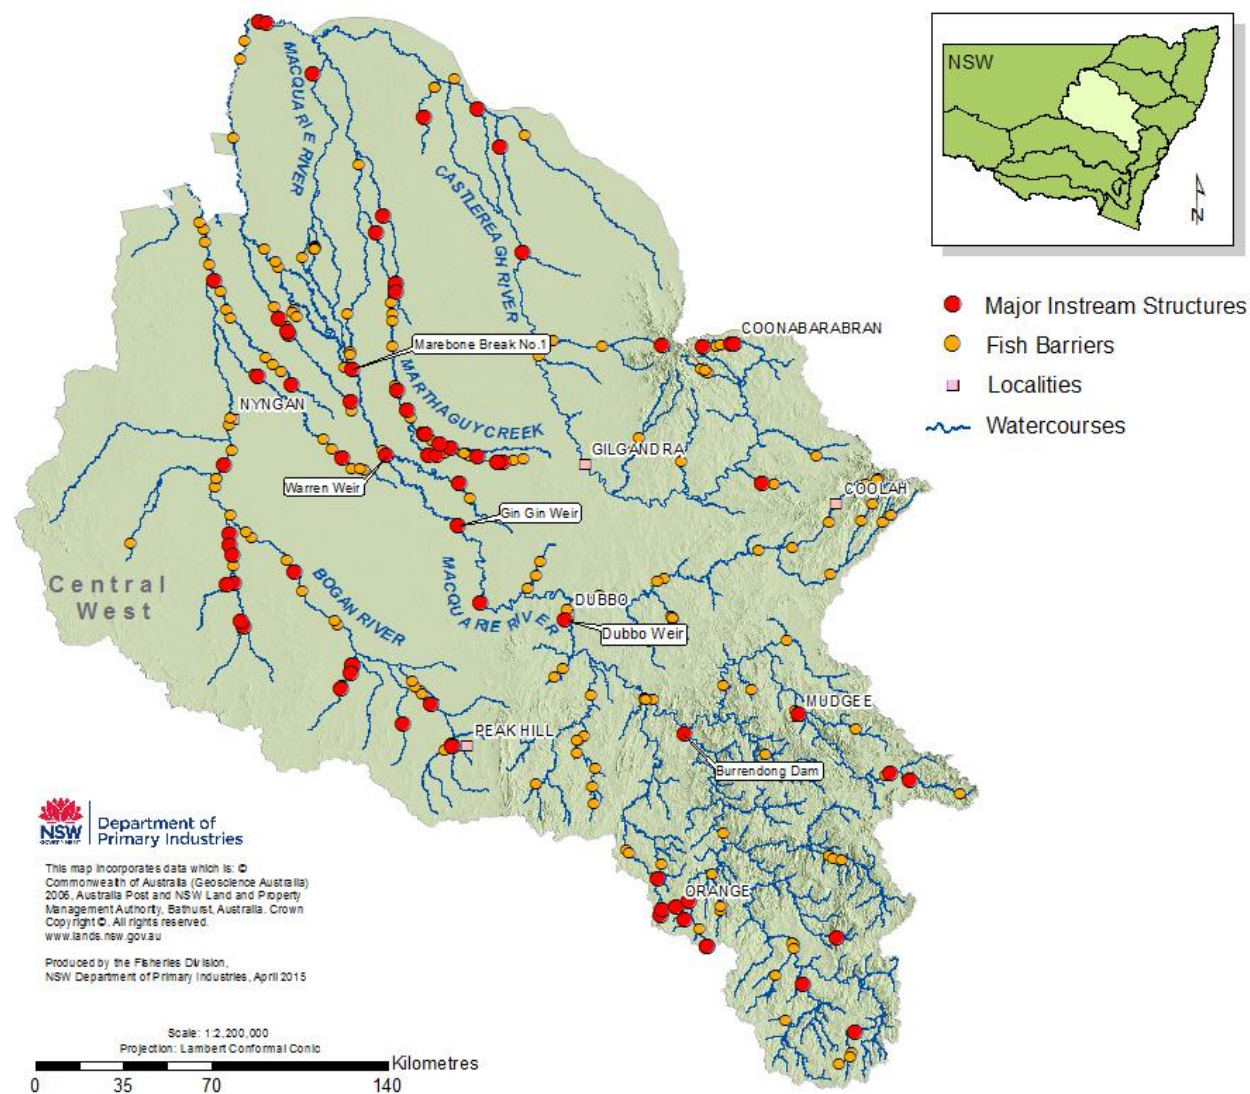 NSW
N
Major Instream Structures
Fish Barriers
Localities
Watercourses
MACQUARIE RIVER
CASTLEREAGH RIVER
COONABARABRAN
Marebone Break No.1
MARTHAGUY CREEK
NYNGAN
GILGANDRA
Warren Weir
COOLAH
Gin Gin Weir
Central
West
BOGAN RIVER
MACQUARIE RIVER
DUBBO
Dubbo Weir
MUDGEE
PEAK HILL
Burrendong Dam
ORANGE
NSW
GOVERNMENT
Department of
Primary Industries
This map incorporates data which is: ©
Commonwealth of Australia (Geoscience Australia)
2006, Australia Post and NSW Land and Property
Management Authority, Bathurst, Australia. Crown
Copyright ©. All rights reserved.
www.lands.nsw.gov.au
Produced by the Fisheries Division,
NSW Department of Primary Industries, April 2015
Scale: 1:2,200,000
Projection: Lambert Conformal Conic
Kilometres
0 35 70 140